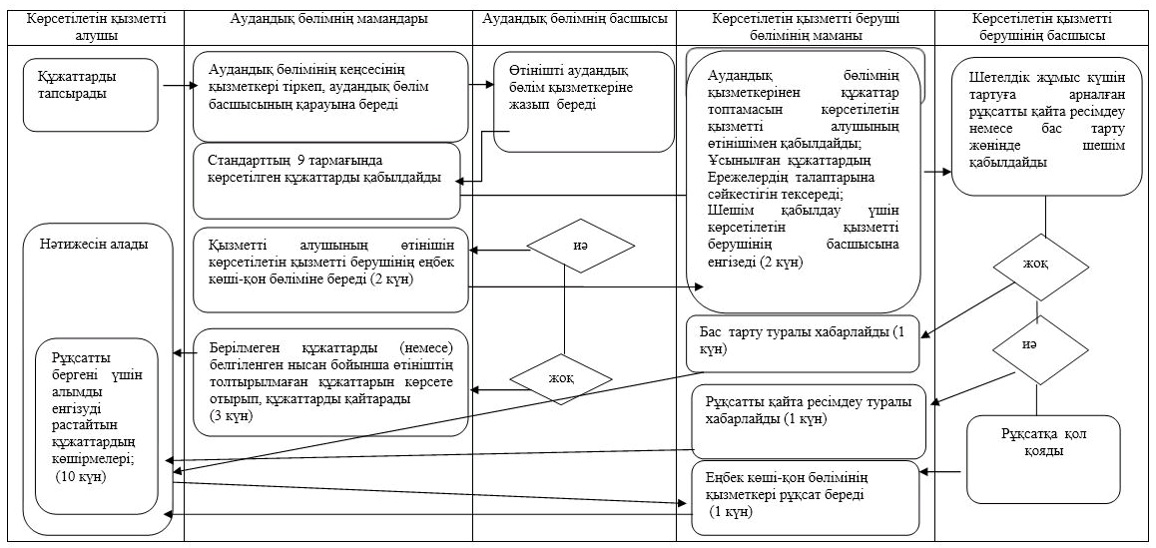 Көрсетілетін қызметті
алушы
Аудандық бөлімнің мамандары
Аудандық бөлімнің басшысы
Көрсетілетін қызметті беруші
бөлімінің маманы
Көрсетілетін қызметті
берушінің басшысы
Құжаттарды
тапсырады
Аудандық бөлімінің кеңсесінің
қызметкері тіркеп, аудандық бөлім
басшысының қарауына береді
Өтінішті аудандық
бөлім қызметкеріне
жазып береді
Аудандық бөлімнің
қызметкерінен құжаттар
топтамасын көрсетілетін
қызметті алушының
өтінішімен қабылдайды;
Ұсынылған құжаттардың
Ережелердің талаптарына
сәйкестігін тексереді;
Шешім қабылдау үшін
көрсетілетін қызметті
берушінің басшысына
енгізеді (2 күн)
Шетелдік жұмыс күшін
тартуға арналған
рұқсатты қайта ресімдеу
немесе бас тарту
жөнінде шешім
қабылдайды
Стандарттың 9 тармағында
көрсетілген құжаттарды қабылдайды
Нәтижесін алады
Қызметті алушының өтінішін
көрсетілетін қызметті берушінің еңбек
көші-қон бөліміне береді (2 күн)
иә
жоқ
Бас тарту туралы хабарлайды (1
күн)
иә
Рұқсатты
бергені үшін
алымды
енгізуді
растайтын
құжаттардың
көшірмелері;
(10 күн)
Берілмеген құжаттарды (немесе)
белгіленген нысан бойынша өтініштің
толтырылмаған құжаттарын көрсете
отырып, құжаттарды қайтарады
(3 күн)
жоқ
Рұқсатты қайта ресімдеу туралы
хабарлайды (1 күн)
Рұқсатқа қол
қояды
Еңбек көші-қон бөлімінің
қызметкері рұқсат береді
(1 күн)